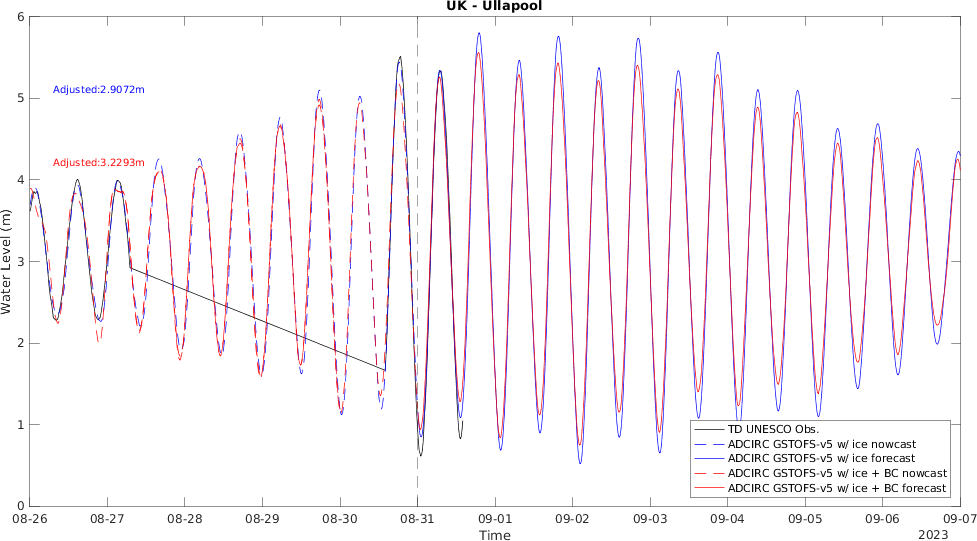 UK - Ullapool
6
5
4
3
2
1
0
Water Level (m)
Adjusted:2.9072m
Adjusted:3.2293m
TD UNESCO Obs.
ADCIRC GSTOFS-v5 w/ ice nowcast
ADCIRC GSTOFS-v5 w/ ice forecast
ADCIRC GSTOFS-v5 w/ ice + BC nowcast
ADCIRC GSTOFS-v5 w/ ice + BC forecast
08-26 08-27 08-28 08-29 08-30 08-31 09-01 09-02 09-03 09-04 09-05 09-06 09-07
Time
2023